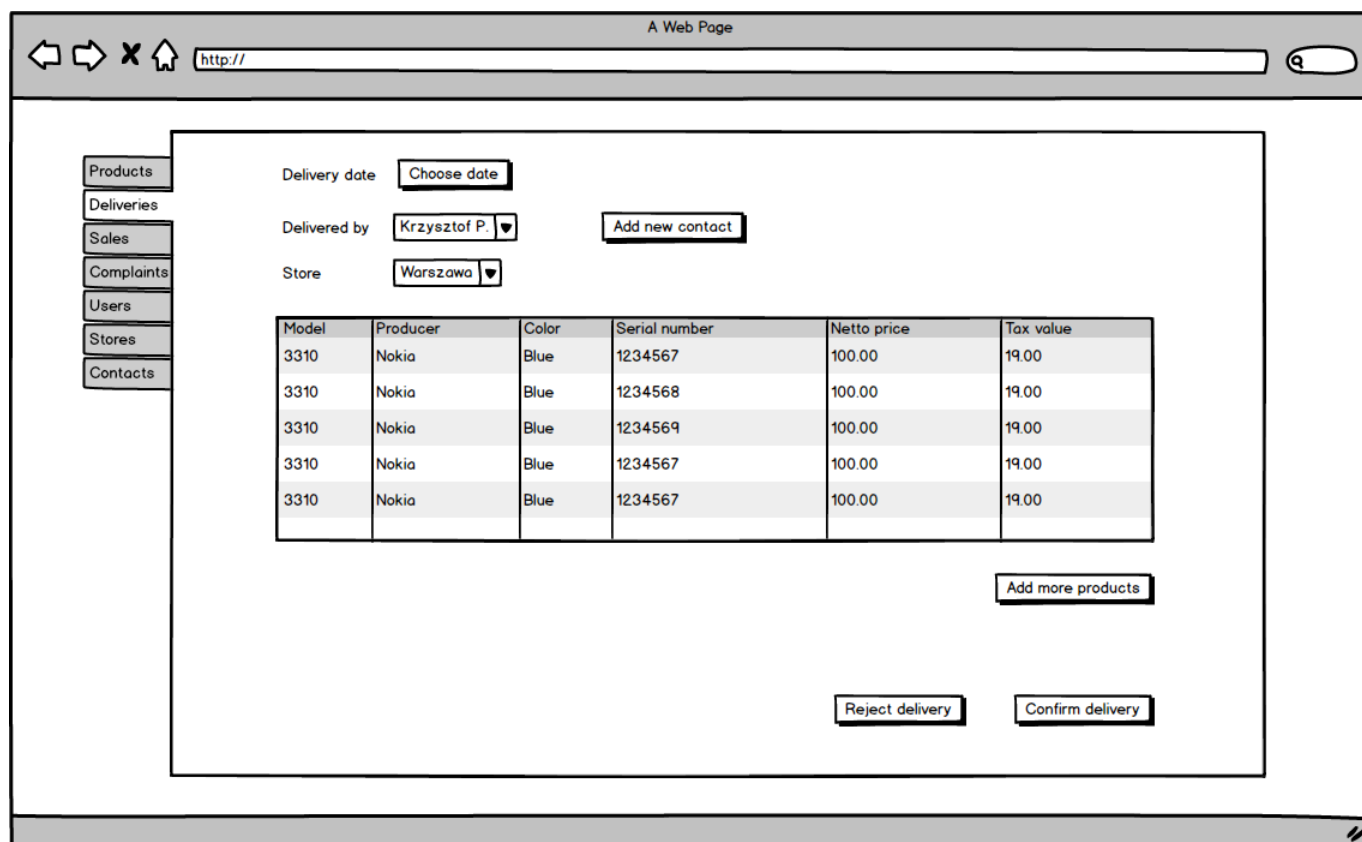 A Web Page
http://
Products
Deliveries
Sales
Complaints
Users
Stores
Contacts
Delivery date Choose date
Delivered by Krzysztof P. Add new contact
Store Warszawa
Model Producer Color Serial number Netto price Tax value
3310 Nokia Blue 1234567 100.00 19.00
3310 Nokia Blue 1234568 100.00 19.00
3310 Nokia Blue 1234569 100.00 19.00
3310 Nokia Blue 1234567 100.00 19.00
3310 Nokia Blue 1234567 100.00 19.00
Add more products
Reject delivery Confirm delivery